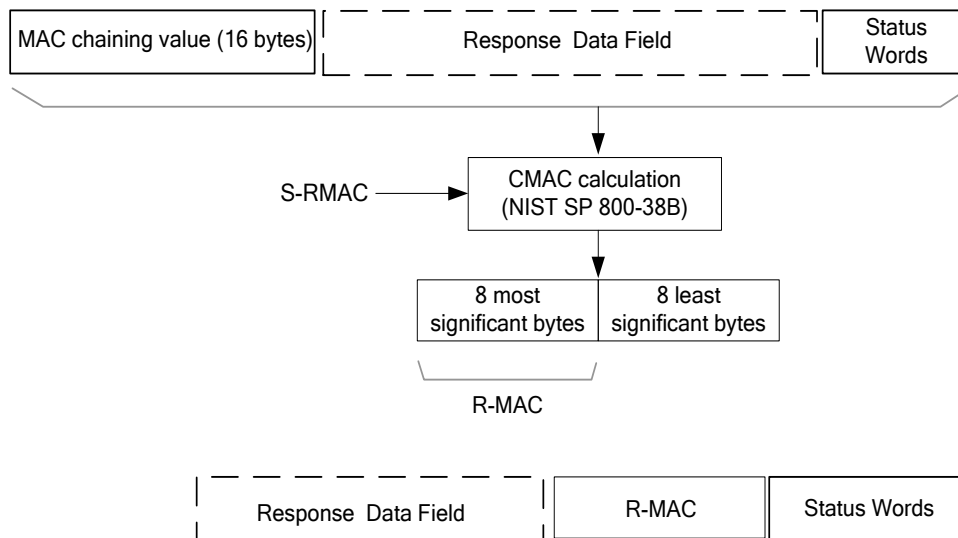 MAC chaining value (16 bytes)
Response Data Field
Status
Words
S-RMAC
CMAC calculation
(NIST SP 800-38B)
8 most
significant bytes
8 least
significant bytes
R-MAC
Response Data Field
R-MAC
Status Words